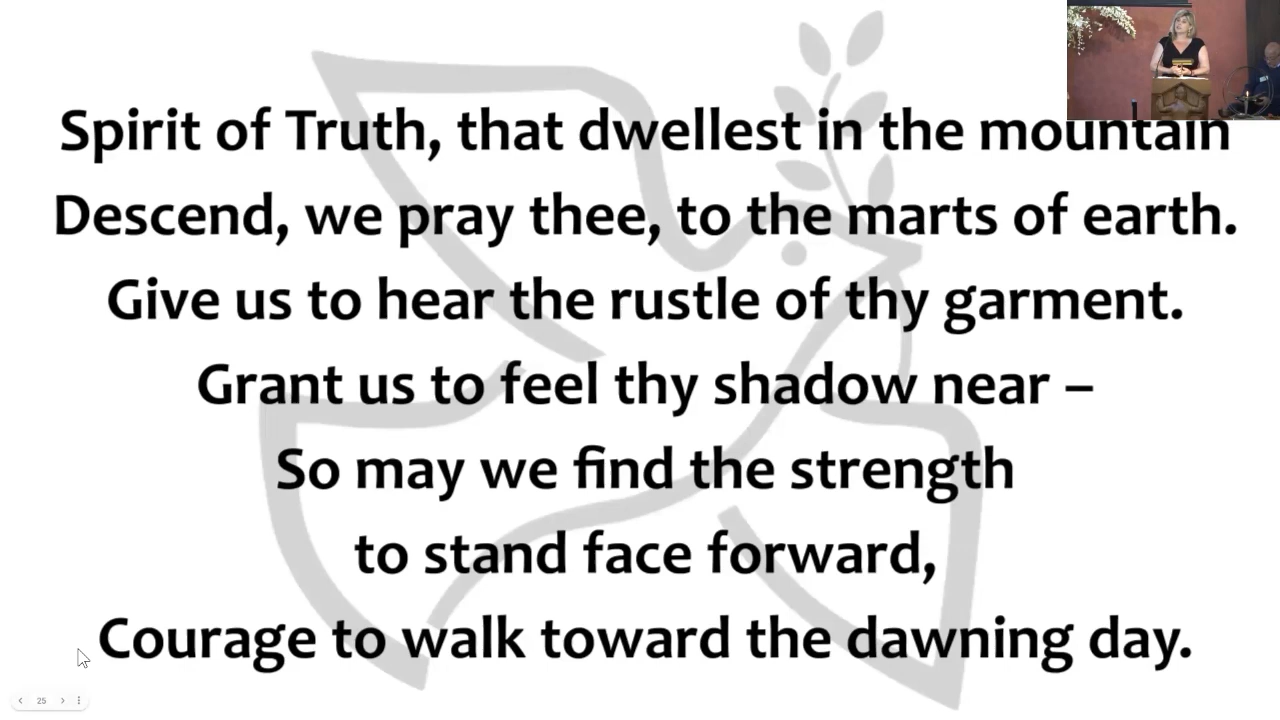 Spirit of Truth, that dwellest in the mountain
Descend, we pray thee, to the marts of earth.
Give us to hear the rustle of thy garment.
Grant us to feel thy shadow near –
So may we find the strength
to stand face forward,
Courage to walk toward the dawning day.
25